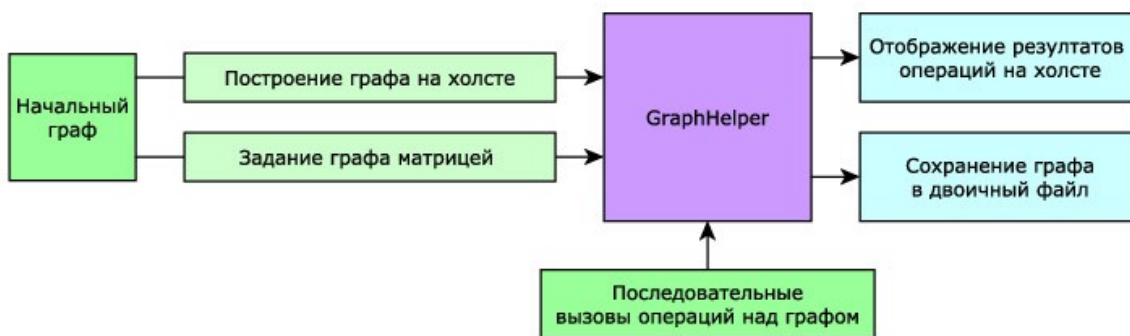 Начальный
граф
Построение графа на холсте
Задание графа матрицей
GraphHelper
Отображение резултатов
операций на холсте
Сохранение графа
в двоичный файл
Последовательные
вызовы операций над графом